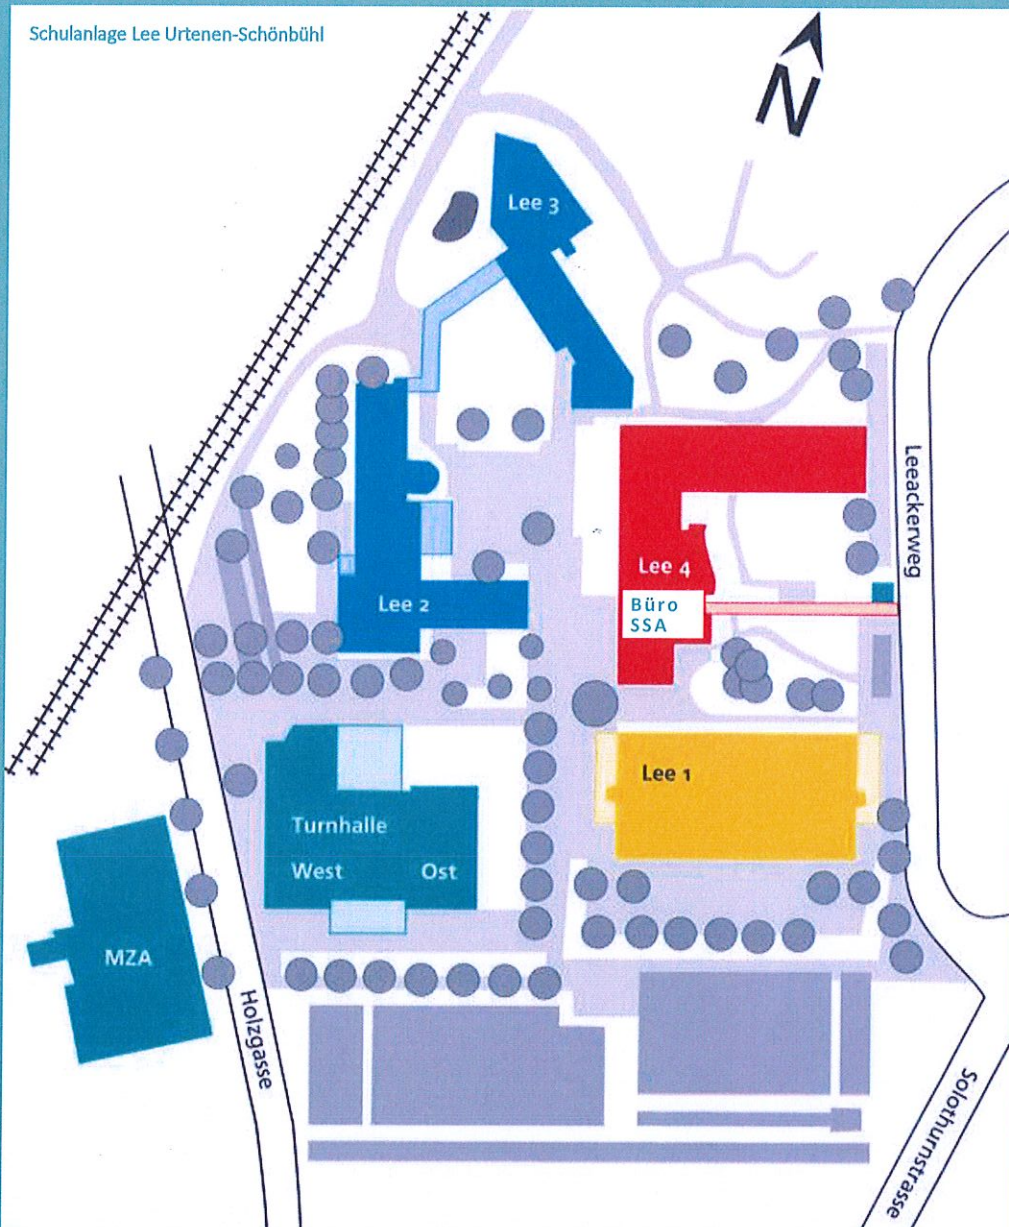 Schulanlage Lee Urtenen-Schönbühl
N
Lee 3
Leeackerweg
Lee 4
Büro
SSA
Lee 2
Lee 1
Turnhalle
West Ost
MZA
Holzgasse
Solothurnstrasse